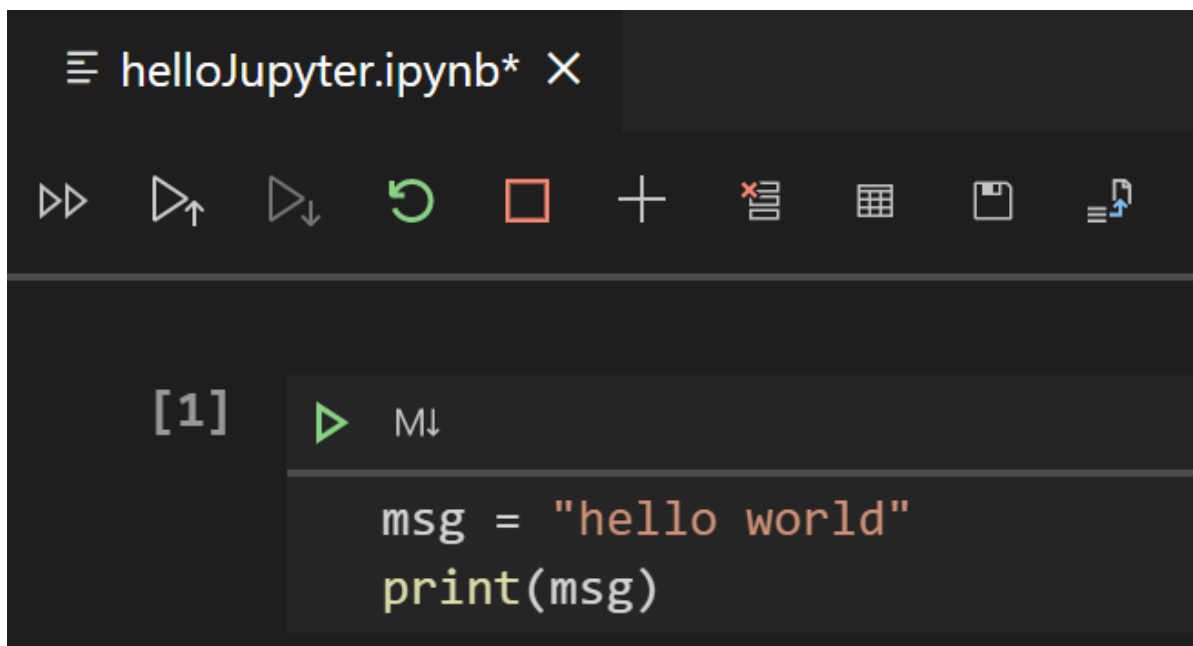 helloJupyter.ipynb*
[1]
M↓
msg = "hello world"
print(msg)